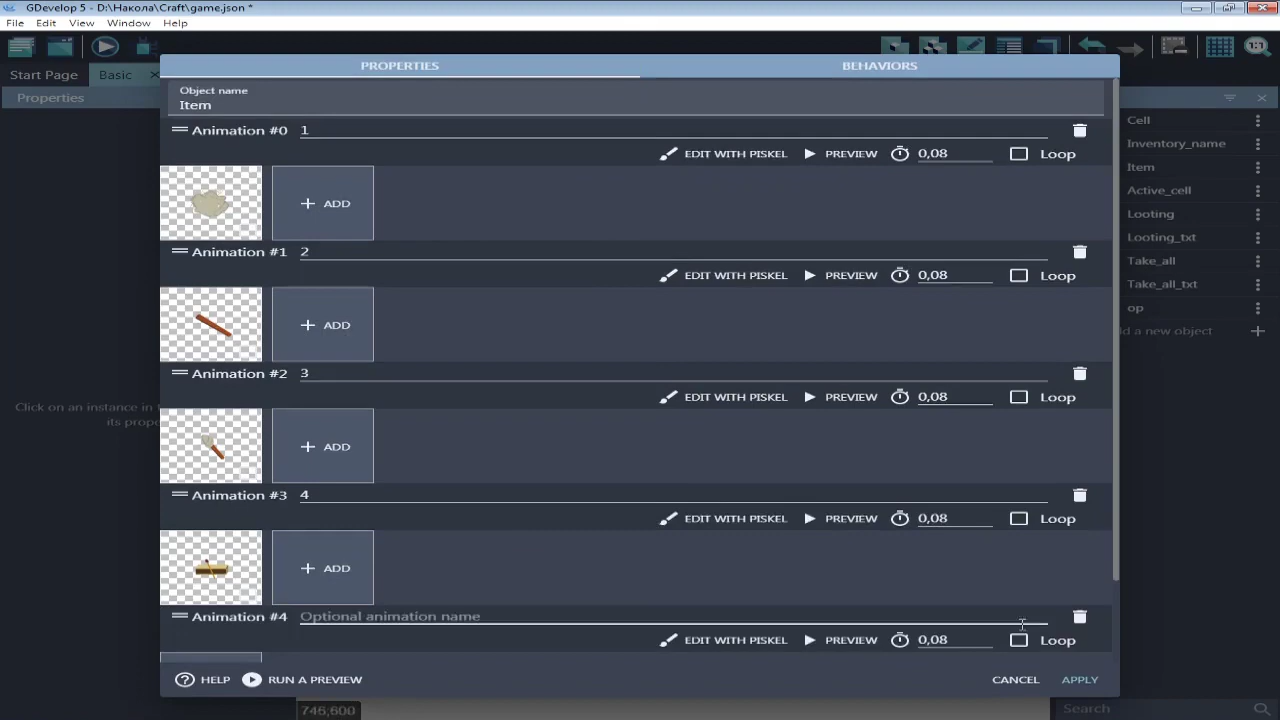 GDevelop 5 - D:\Накола\Craft\game.json *
File Edit View Window Help
1:1
Start Page Basic
Properties
PROPERTIES BEHAVIORS
Object name
Item
Animation #0 1
EDIT WITH PISKEL PREVIEW 0,08 Loop
ADD
Animation #1 2
EDIT WITH PISKEL PREVIEW 0,08 Loop
ADD
Animation #2 3
EDIT WITH PISKEL PREVIEW 0,08 Loop
ADD
Animation #3 4
EDIT WITH PISKEL PREVIEW 0,08 Loop
ADD
Animation #4 Optional animation name
EDIT WITH PISKEL PREVIEW 0,08 Loop
HELP RUN A PREVIEW CANCEL APPLY
Click on an instance in
its
Cell
Inventory_name
Item
Active_cell
Looting
Looting_txt
Take_all
Take_all_txt
op
a new object
Search